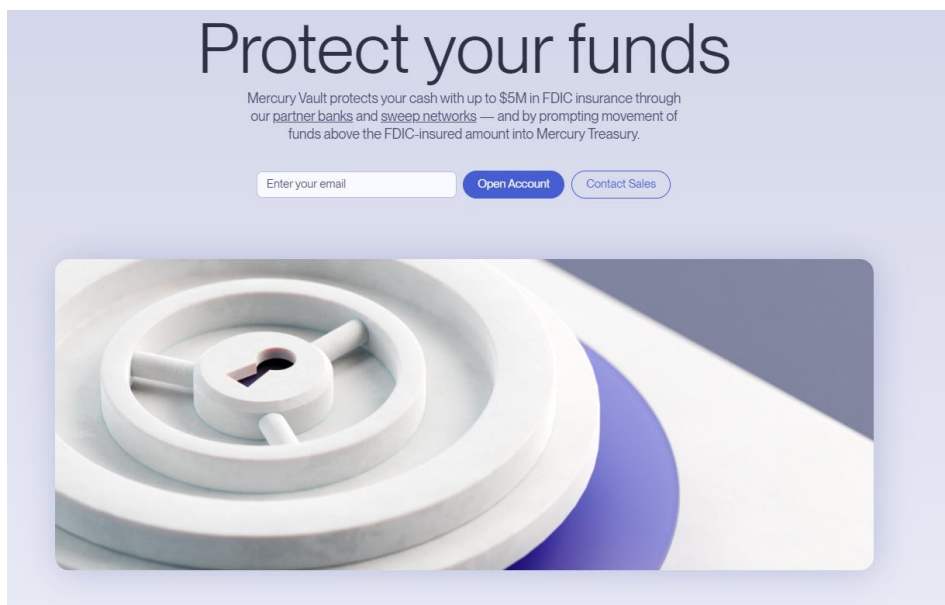 Protect your funds
Mercury Vault protects your cash with up to $5M in FDIC insurance through
our partner banks and sweep networks — and by prompting movement of
funds above the FDIC-insured amount into Mercury Treasury.
Enter your email
Open Account
Contact Sales